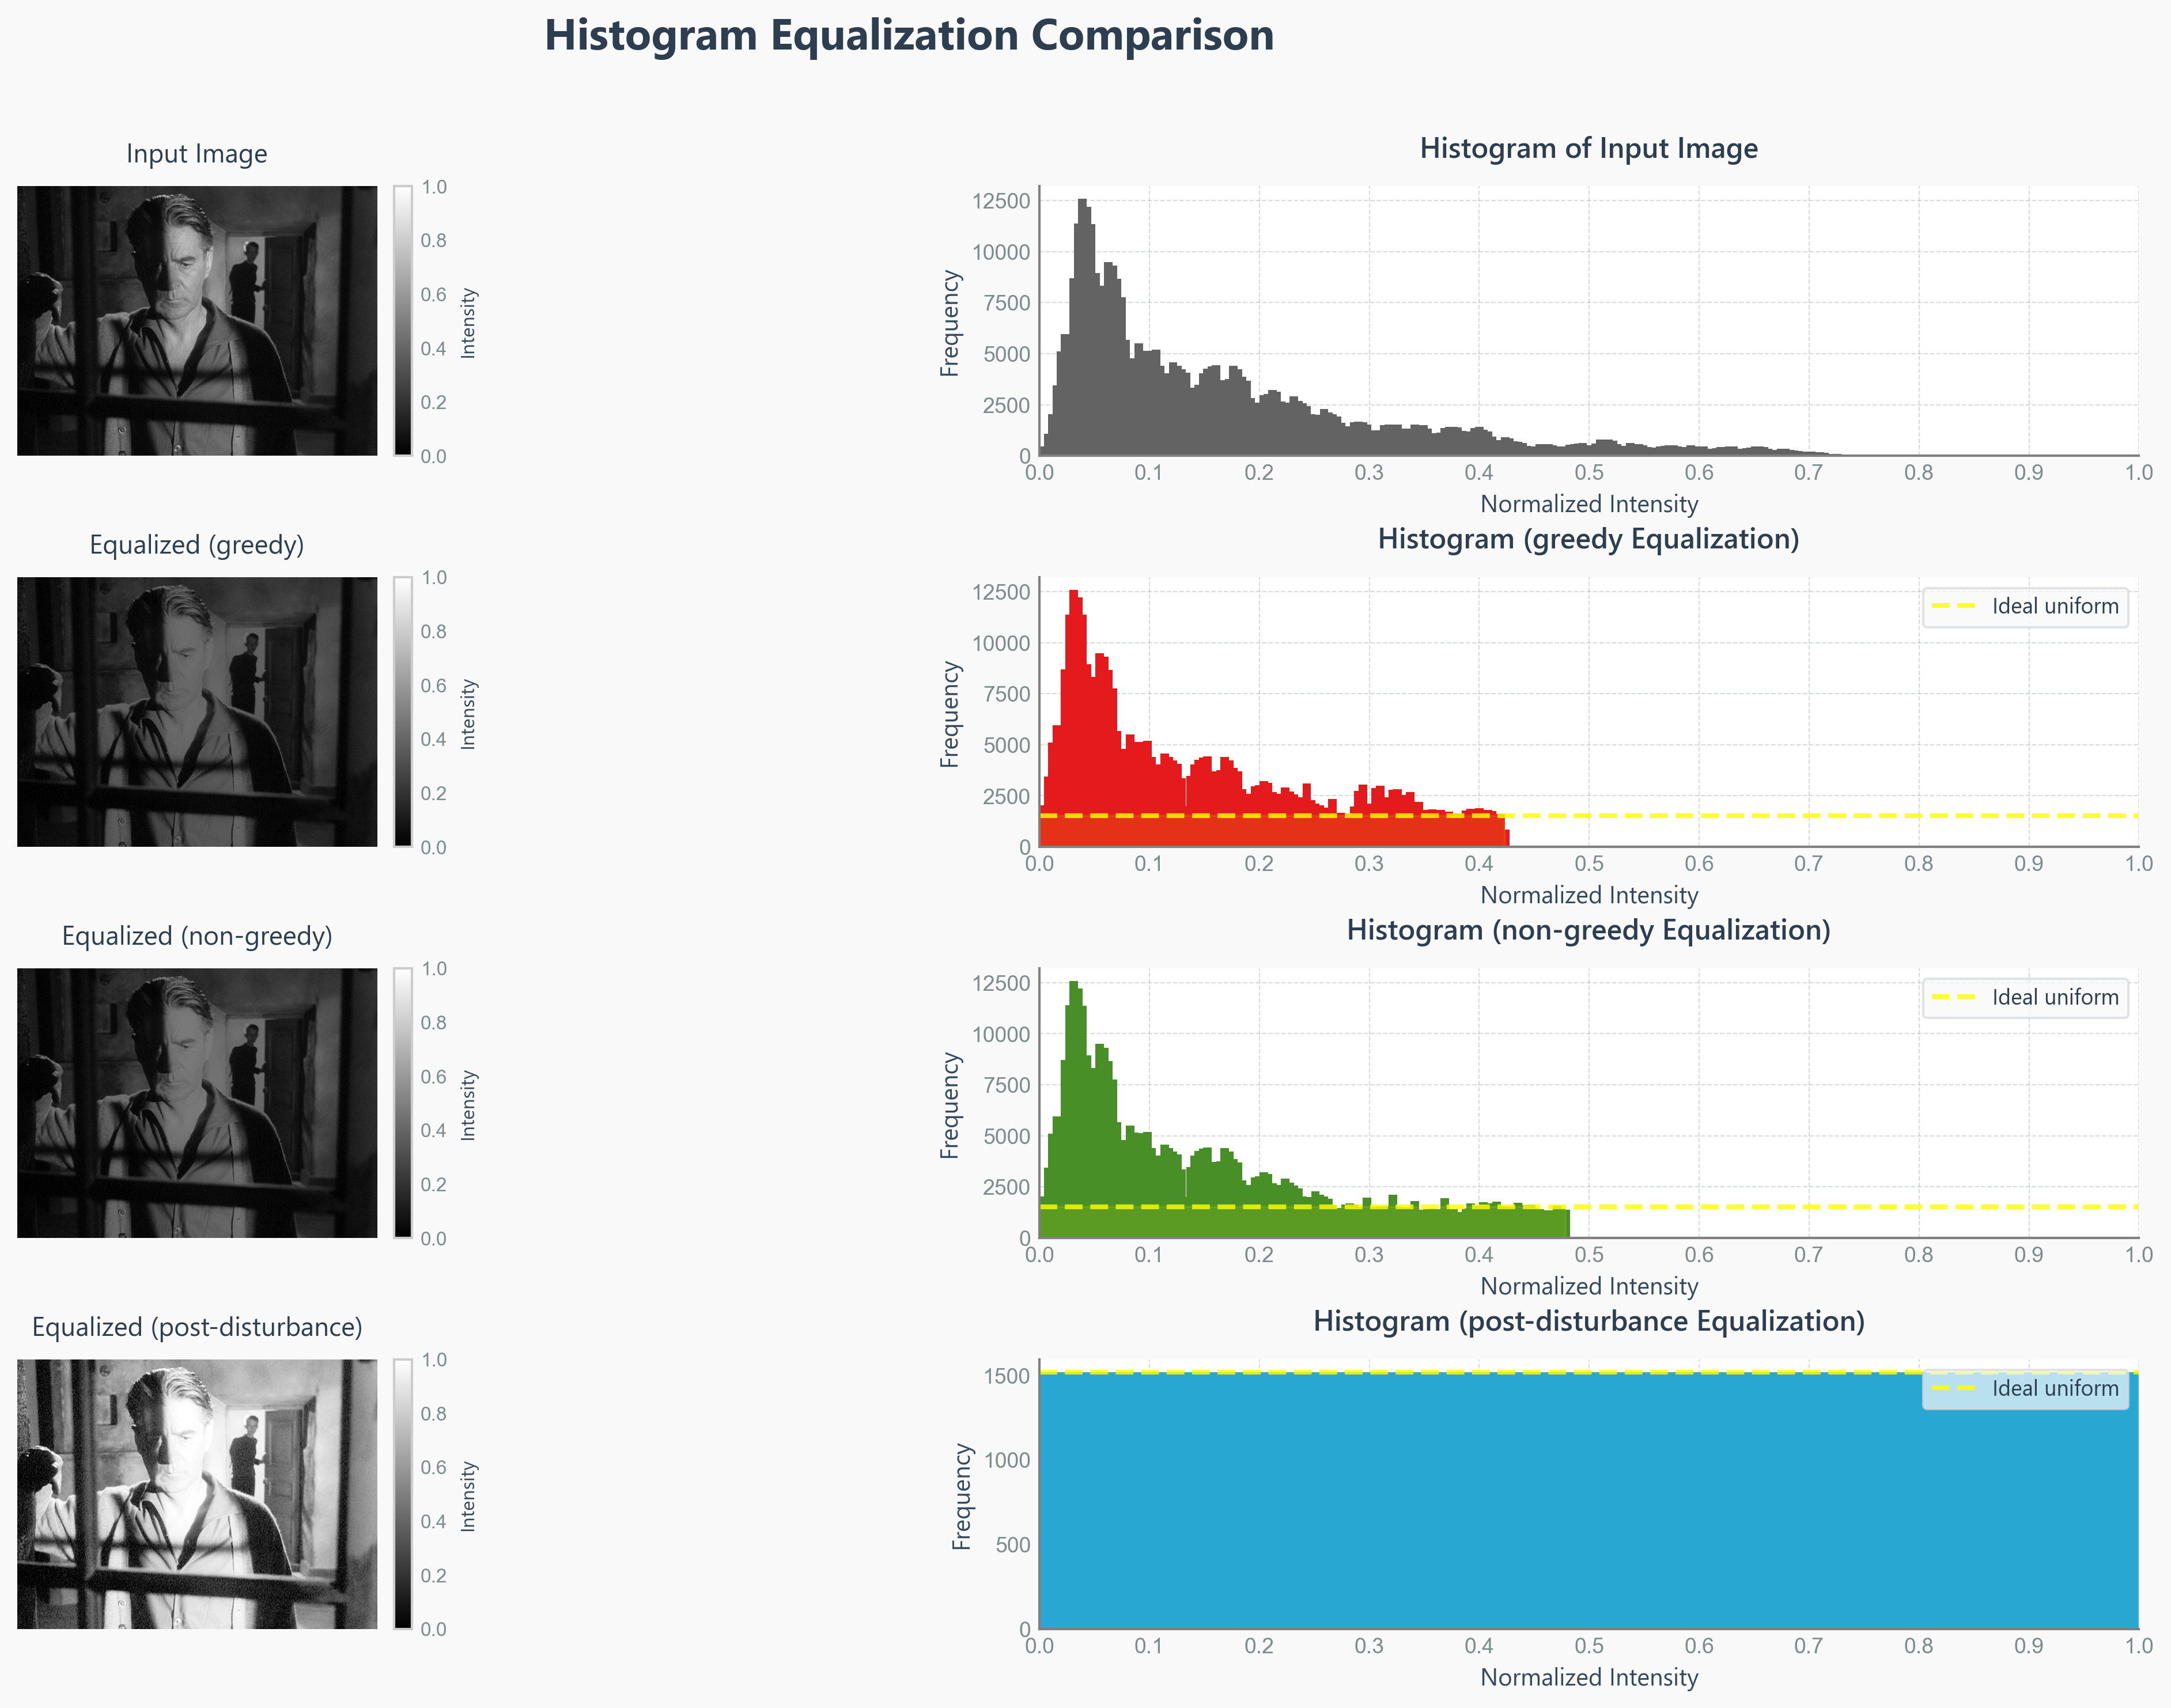 Histogram Equalization Comparison
Input Image
1.0
0.8
0.6
0.4
0.2
0.0
Intensity
Histogram of Input Image
Frequency
12500
10000
7500
5000
2500
0
0.0 0.1 0.2 0.3 0.4 0.5 0.6 0.7 0.8 0.9 1.0
Normalized Intensity
Equalized (greedy)
1.0
0.8
0.6
0.4
0.2
0.0
Intensity
Histogram (greedy Equalization)
Frequency
12500
10000
7500
5000
2500
0
Ideal uniform
0.0 0.1 0.2 0.3 0.4 0.5 0.6 0.7 0.8 0.9 1.0
Normalized Intensity
Equalized (non-greedy)
1.0
0.8
0.6
0.4
0.2
0.0
Intensity
Histogram (non-greedy Equalization)
Frequency
12500
10000
7500
5000
2500
0
Ideal uniform
0.0 0.1 0.2 0.3 0.4 0.5 0.6 0.7 0.8 0.9 1.0
Normalized Intensity
Equalized (post-disturbance)
1.0
0.8
0.6
0.4
0.2
0.0
Intensity
Histogram (post-disturbance Equalization)
Frequency
1500
1000
500
0
Ideal uniform
0.0 0.1 0.2 0.3 0.4 0.5 0.6 0.7 0.8 0.9 1.0
Normalized Intensity